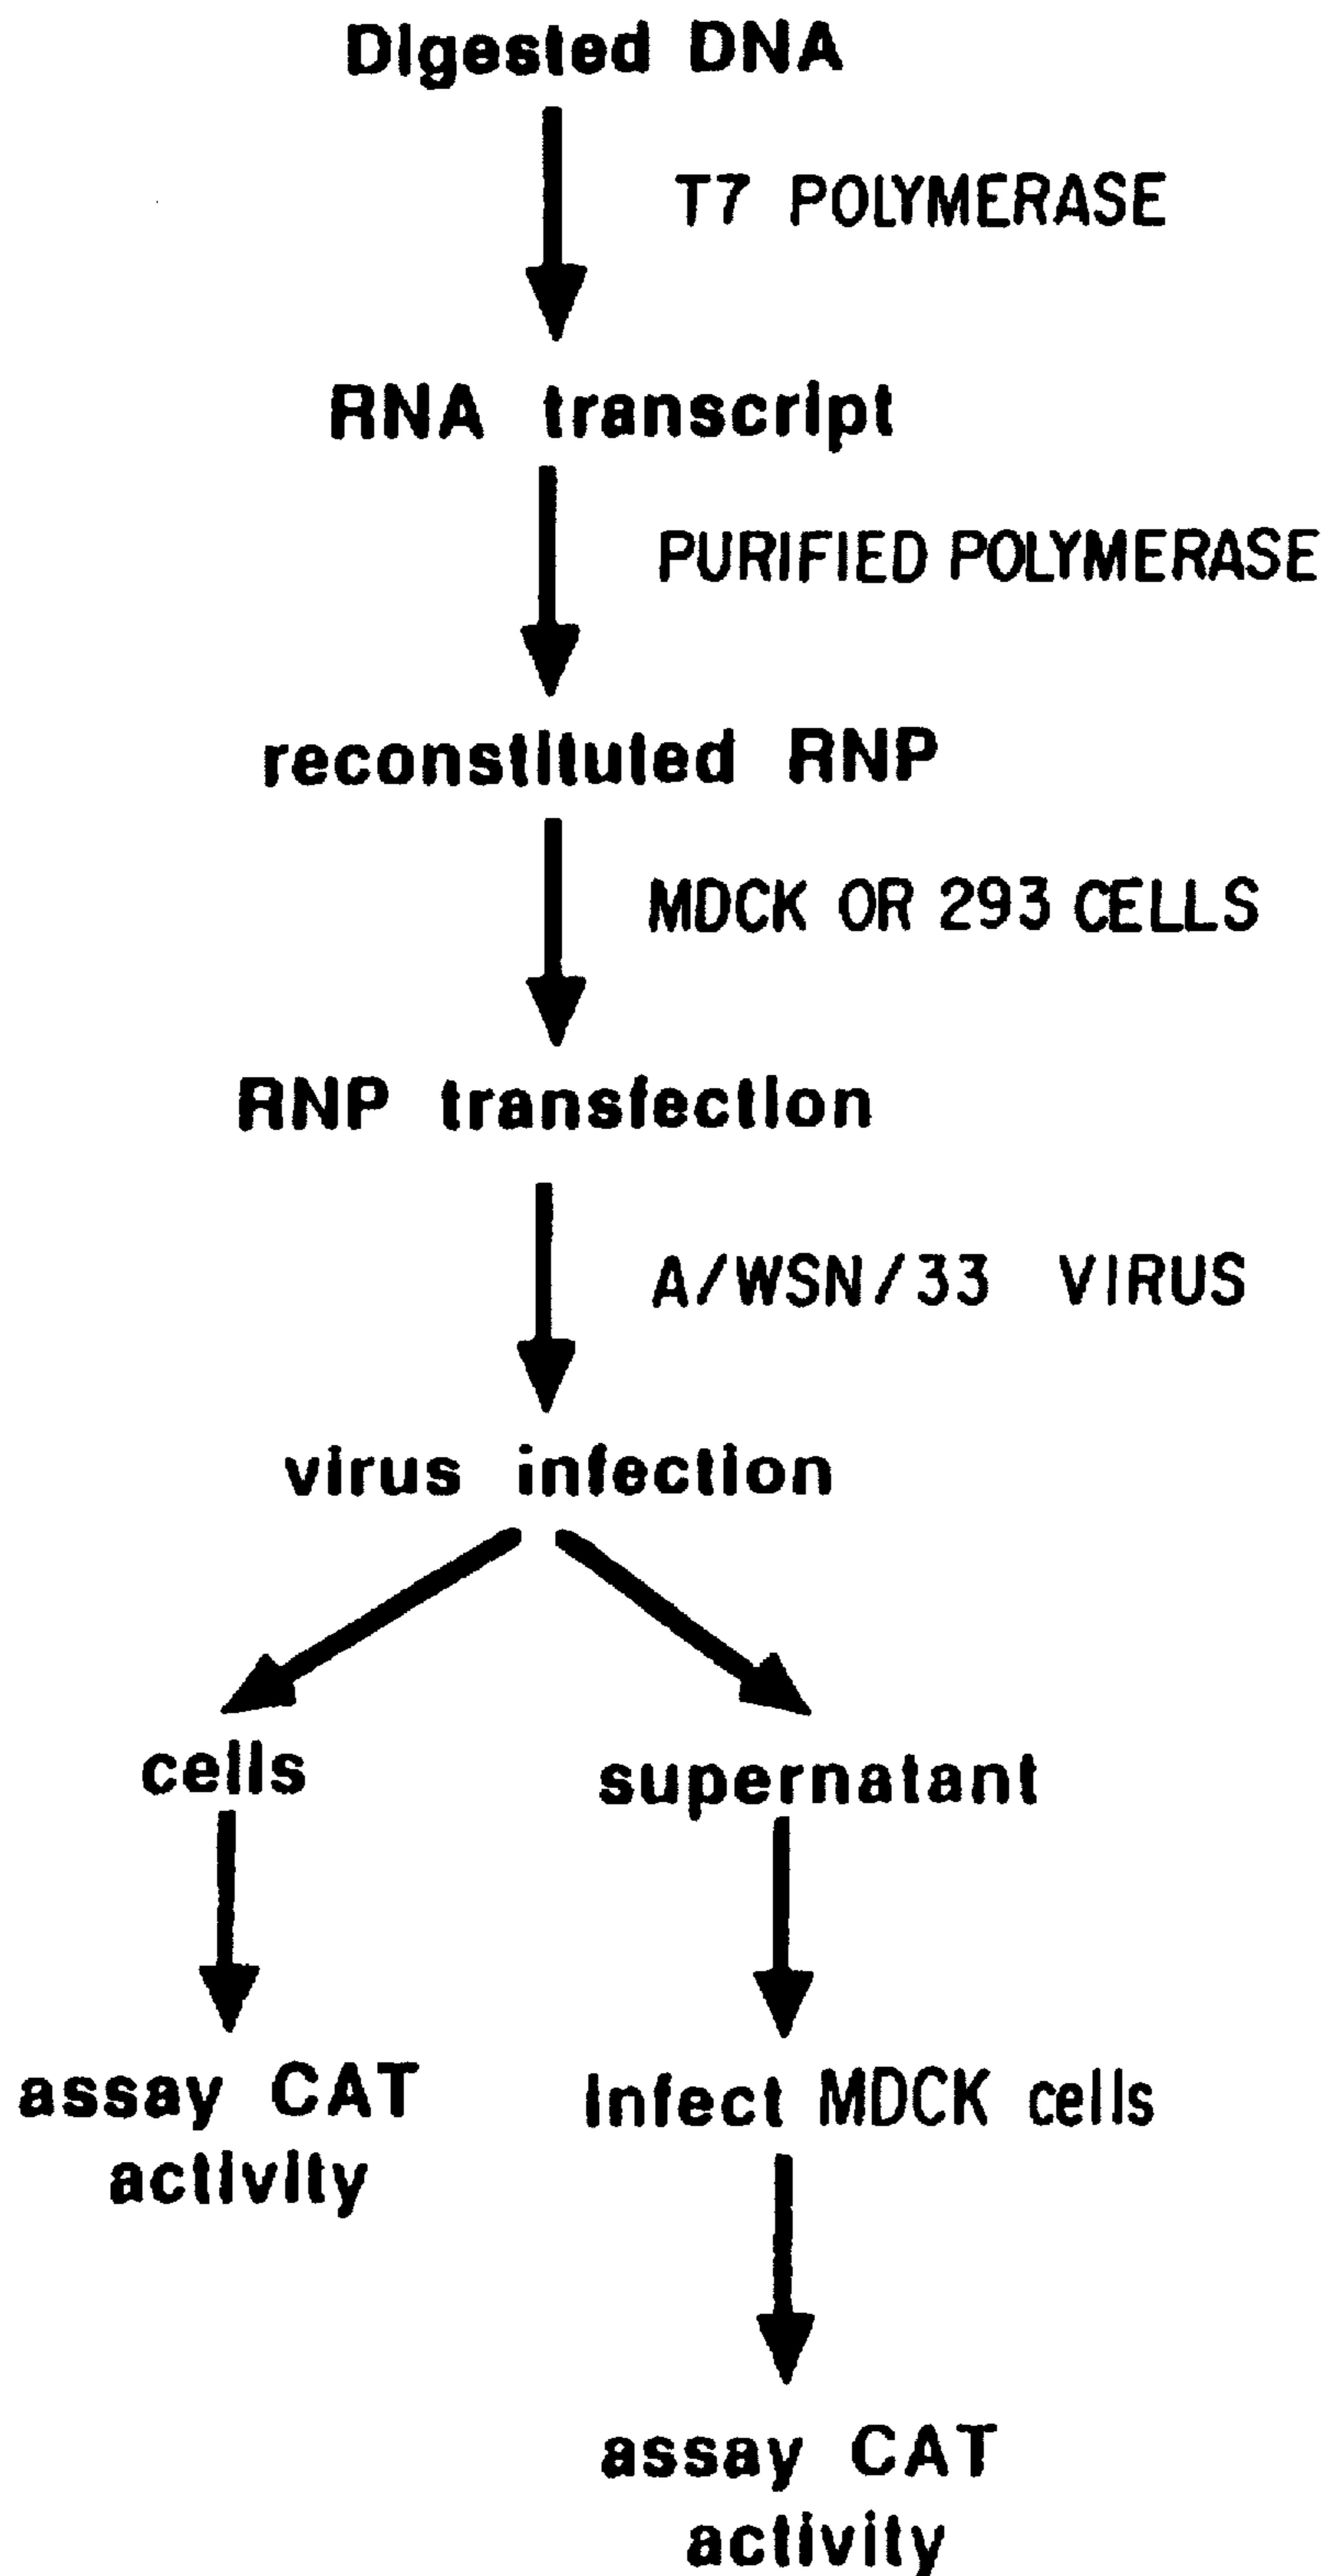 Digested DNA
T7 POLYMERASE
RNA transcript
PURIFIED POLYMERASE
reconstituted RNP
MDCK OR 293 CELLS
RNP transfection
A/WSN/33 VIRUS
virus infection
cells
supernatant
assay CAT
activity
Infect MDCK cells
assay CAT
activity